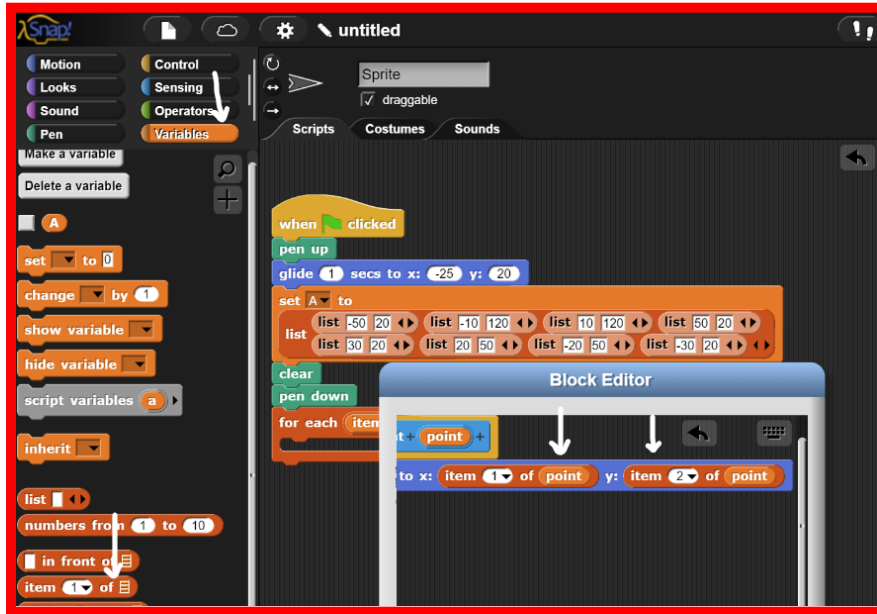 λSnap!
untitled
Motion Control
Looks Sensing
Sound Operators
Pen Variables
Sprite
draggable
Scripts Costumes Sounds
Make a variable
Delete a variable
A
set to 0
change by 1
show variable
hide variable
script variables a
inherit
list
numbers from 1 to 10
in front of
item 1 of
when clicked
pen up
glide 1 secs to x: -25 y: 20
set A to
list -50 20 list -10 120 list 10 120 list 50 20
list
list 30 20 list 20 50 list -20 50 list -30 20
clear
pen down
for each item
Block Editor
point
to x: item 1 of point y: item 2 of point